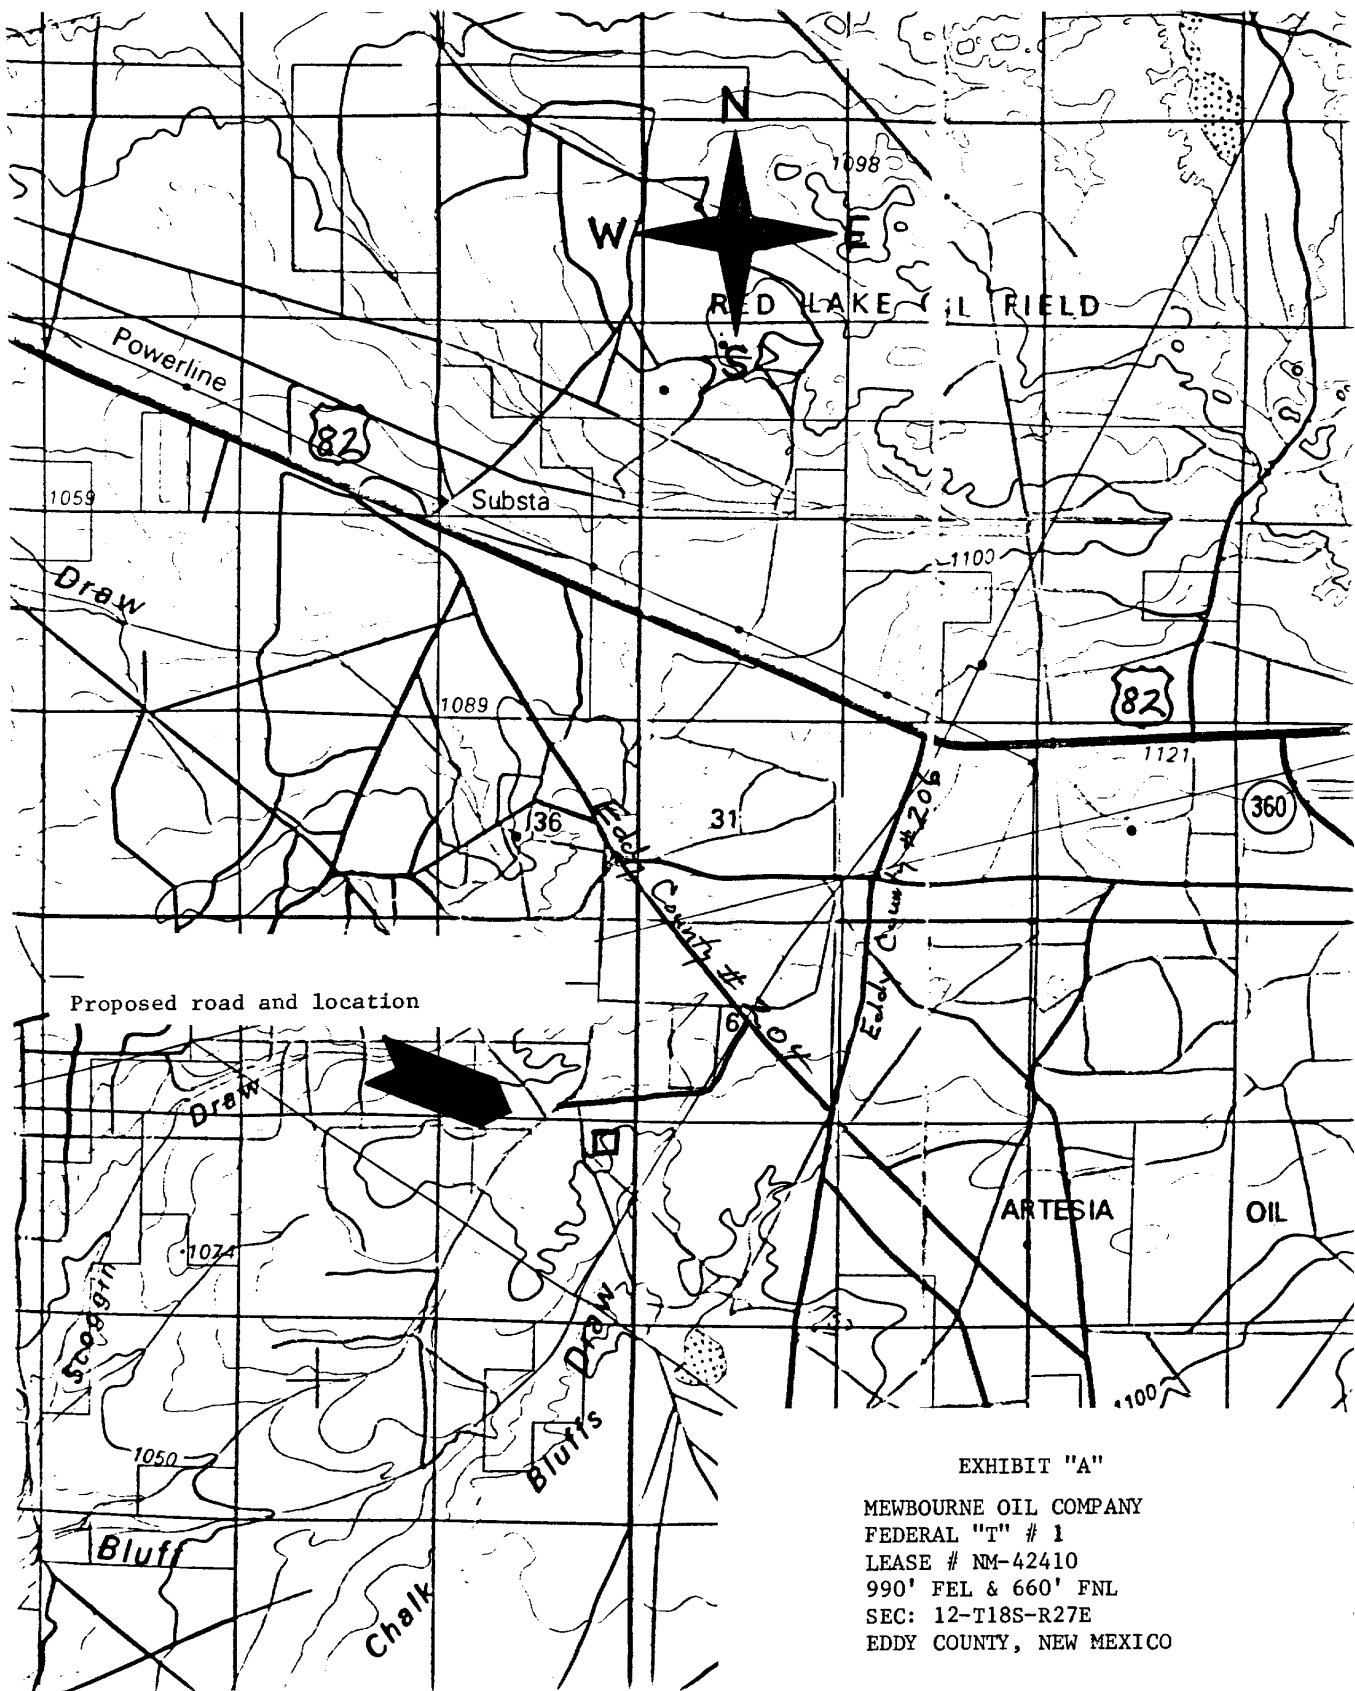 N
1098
W
E
RED LAKE OIL FIELD
S
Powerline
82
1059
Substa
1100
Draw
82
1089
1121
360
Eddy County #206
36
31
Eddy County # 204
Proposed road and location
6
Draw
ARTESIA OIL
1074
Scoggin
Draw
1100
Bluffs
1050
Bluff
Chalk
EXHIBIT "A"
MEWBOURNE OIL COMPANY
FEDERAL "T" # 1
LEASE # NM-42410
990' FEL & 660' FNL
SEC: 12-T18S-R27E
EDDY COUNTY, NEW MEXICO